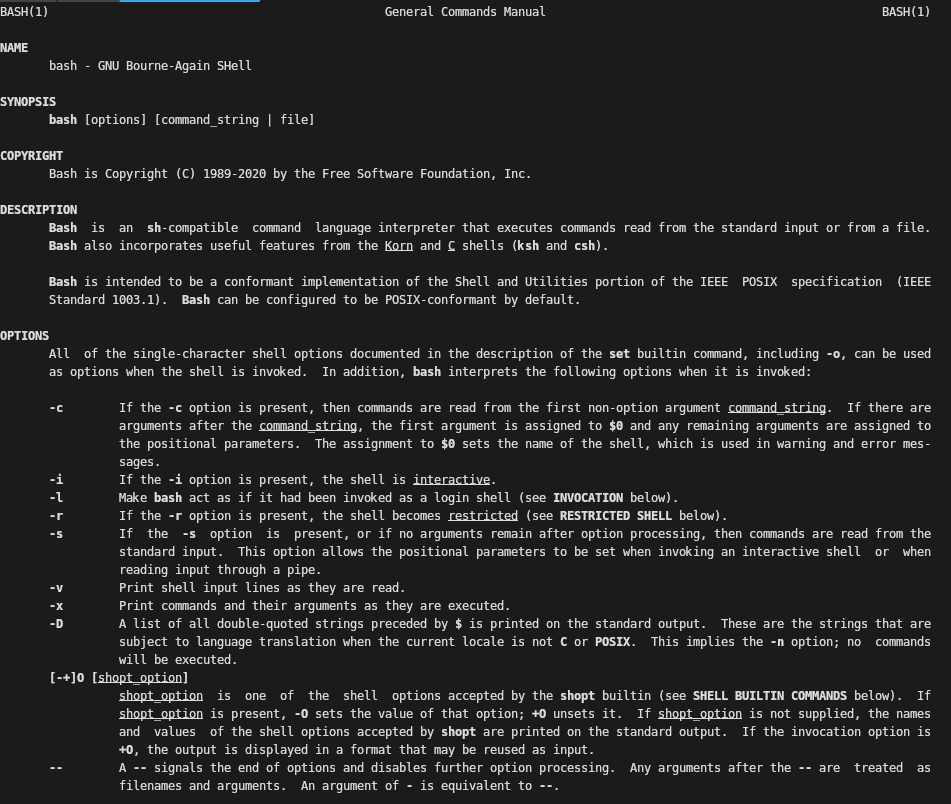 BASH(1) General Commands Manual BASH(1)
NAME
bash - GNU Bourne-Again SHell
SYNOPSIS
bash [options] [command_string | file]
COPYRIGHT
Bash is Copyright (C) 1989-2020 by the Free Software Foundation, Inc.
DESCRIPTION
Bash is an sh-compatible command language interpreter that executes commands read from the standard input or from a file.
Bash also incorporates useful features from the Korn and C shells (ksh and csh).
Bash is intended to be a conformant implementation of the Shell and Utilities portion of the IEEE POSIX specification (IEEE
Standard 1003.1). Bash can be configured to be POSIX-conformant by default.
OPTIONS
All of the single-character shell options documented in the description of the set builtin command, including -o, can be used
as options when the shell is invoked. In addition, bash interprets the following options when it is invoked:
-c If the -c option is present, then commands are read from the first non-option argument command_string. If there are
arguments after the command_string, the first argument is assigned to $0 and any remaining arguments are assigned to
the positional parameters. The assignment to $0 sets the name of the shell, which is used in warning and error mes-
sages.
-i If the -i option is present, the shell is interactive.
-l Make bash act as if it had been invoked as a login shell (see INVOCATION below).
-r If the -r option is present, the shell becomes restricted (see RESTRICTED SHELL below).
-s If the -s option is present, or if no arguments remain after option processing, then commands are read from the
standard input. This option allows the positional parameters to be set when invoking an interactive shell or when
reading input through a pipe.
-v Print shell input lines as they are read.
-x Print commands and their arguments as they are executed.
-D A list of all double-quoted strings preceded by $ is printed on the standard output. These are the strings that are
subject to language translation when the current locale is not C or POSIX. This implies the -n option; no commands
will be executed.
[-+]O [shopt_option]
shopt_option is one of the shell options accepted by the shopt builtin (see SHELL BUILTIN COMMANDS below). If
shopt_option is present, -O sets the value of that option; +O unsets it. If shopt_option is not supplied, the names
and values of the shell options accepted by shopt are printed on the standard output. If the invocation option is
+O, the output is displayed in a format that may be reused as input.
-- A -- signals the end of options and disables further option processing. Any arguments after the -- are treated as
filenames and arguments. An argument of - is equivalent to --.